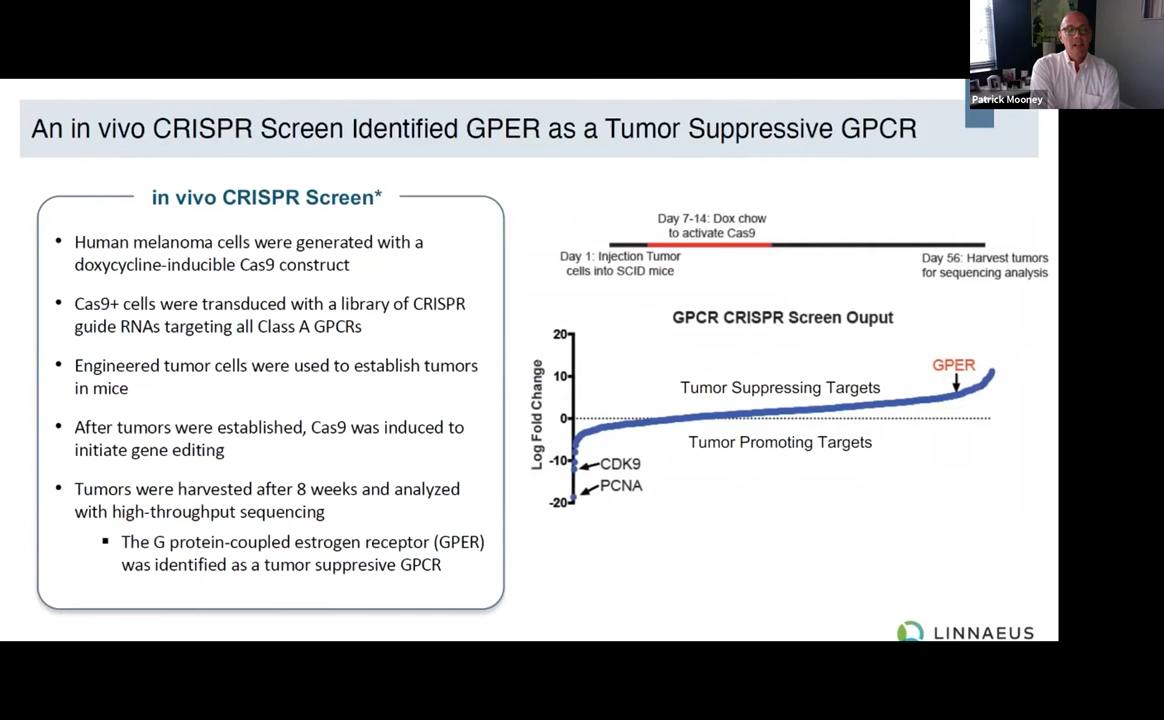 Patrick Mooney
An in vivo CRISPR Screen Identified GPER as a Tumor Suppressive GPCR
in vivo CRISPR Screen*
• Human melanoma cells were generated with a
doxycycline-inducible Cas9 construct
• Cas9+ cells were transduced with a library of CRISPR
guide RNAs targeting all Class A GPCRs
• Engineered tumor cells were used to establish tumors
in mice
• After tumors were established, Cas9 was induced to
initiate gene editing
• Tumors were harvested after 8 weeks and analyzed
with high-throughput sequencing
▪ The G protein-coupled estrogen receptor (GPER)
was identified as a tumor suppresive GPCR
Day 7-14: Dox chow
to activate Cas9
Day 1: Injection Tumor
cells into SCID mice
Day 56: Harvest tumors
for sequencing analysis
GPCR CRISPR Screen Ouput
Log Fold Change
20
10
0
-10
-20
GPER
Tumor Suppressing Targets
Tumor Promoting Targets
CDK9
PCNA
LINNAEUS